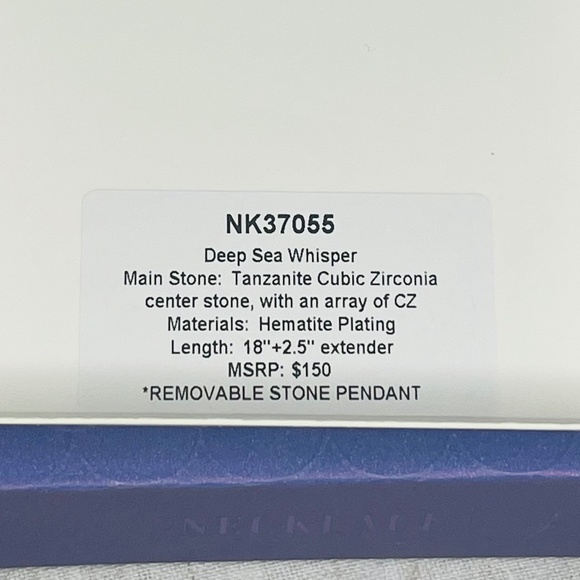 NK37055
Deep Sea Whisper
Main Stone: Tanzanite Cubic Zirconia
center stone, with an array of CZ
Materials: Hematite Plating
Length: 18"+2.5" extender
MSRP: $150
*REMOVABLE STONE PENDANT
NECKLACE